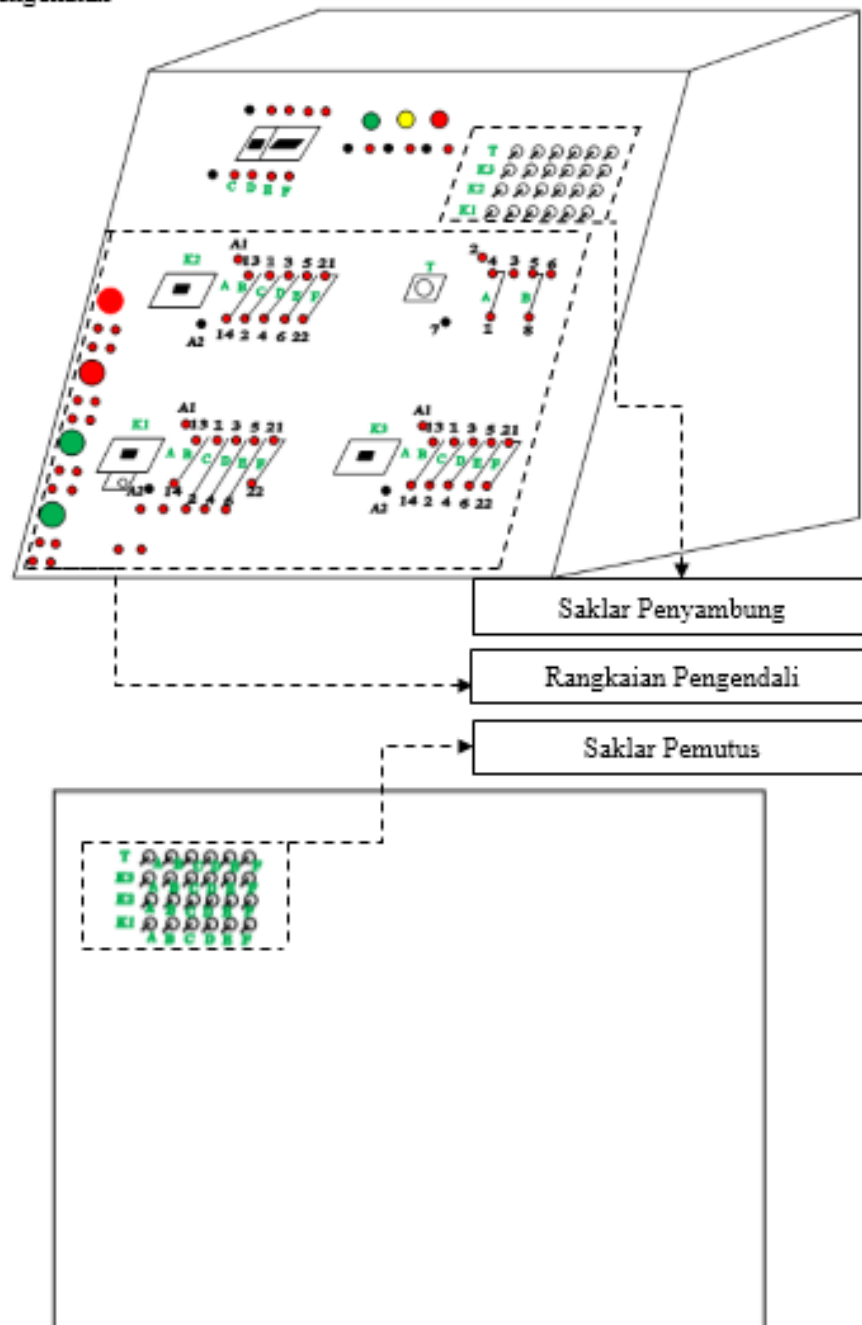 C D E F
T
K3
K2
K1
K2
A1
13 1 3 5 21
A B C D E F
A2
14 2 4 6 22
T
2 4 3 5 6
A B
7
1 8
K1
A1
13 1 3 5 21
A B C D E F
A2
14 2 4 6 22
K3
A1
13 1 3 5 21
A B C D E F
A2
14 2 4 6 22
Saklar Penyambung
Rangkaian Pengendali
Saklar Pemutus
T
K3
K1
A B C D E F